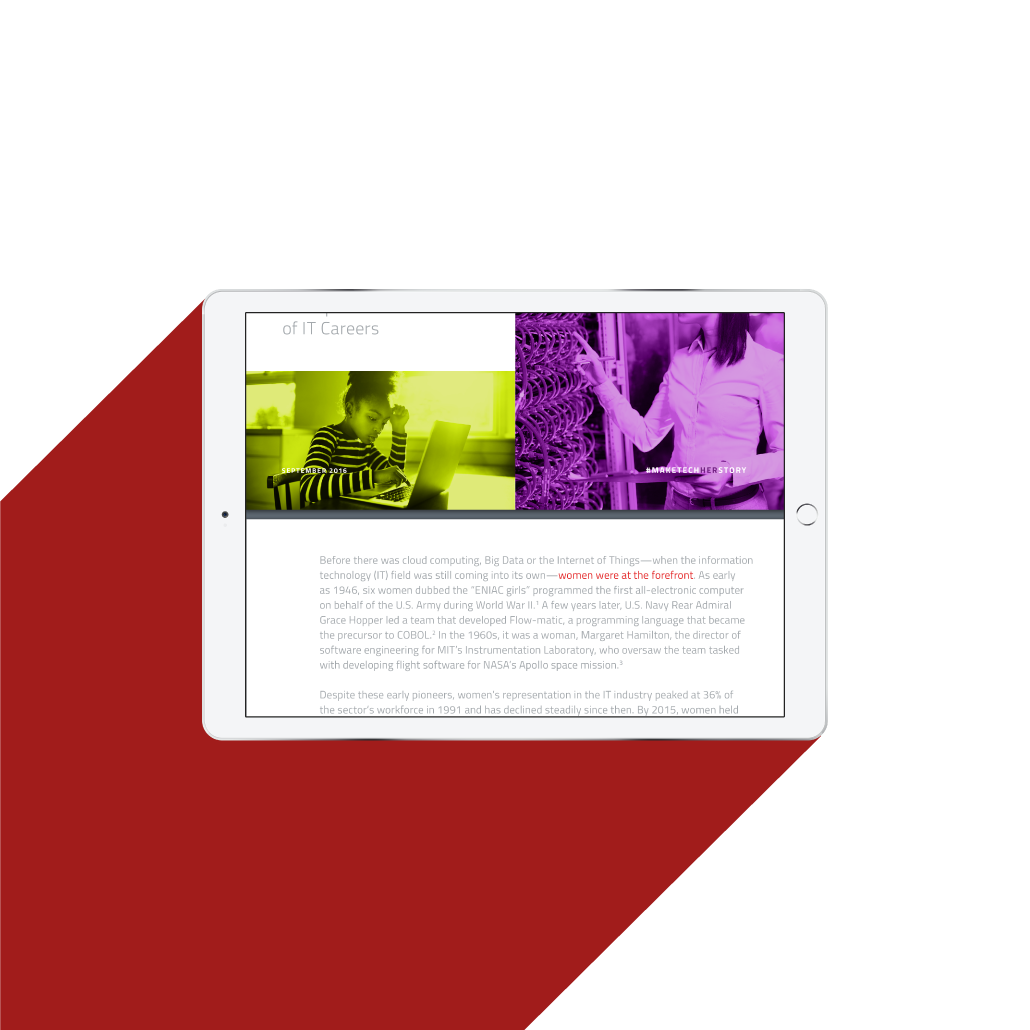 of IT Careers
SEPTEMBER 2016
#MAKETECHHERSTORY
Before there was cloud computing, Big Data or the Internet of Things—when the information
technology (IT) field was still coming into its own—women were at the forefront. As early
as 1946, six women dubbed the “ENIAC girls” programmed the first all-electronic computer
on behalf of the U.S. Army during World War II.¹ A few years later, U.S. Navy Rear Admiral
Grace Hopper led a team that developed Flow-matic, a programming language that became
the precursor to COBOL.² In the 1960s, it was a woman, Margaret Hamilton, the director of
software engineering for MIT’s Instrumentation Laboratory, who oversaw the team tasked
with developing flight software for NASA’s Apollo space mission.³
Despite these early pioneers, women’s representation in the IT industry peaked at 36% of
the sector’s workforce in 1991 and has declined steadily since then. By 2015, women held